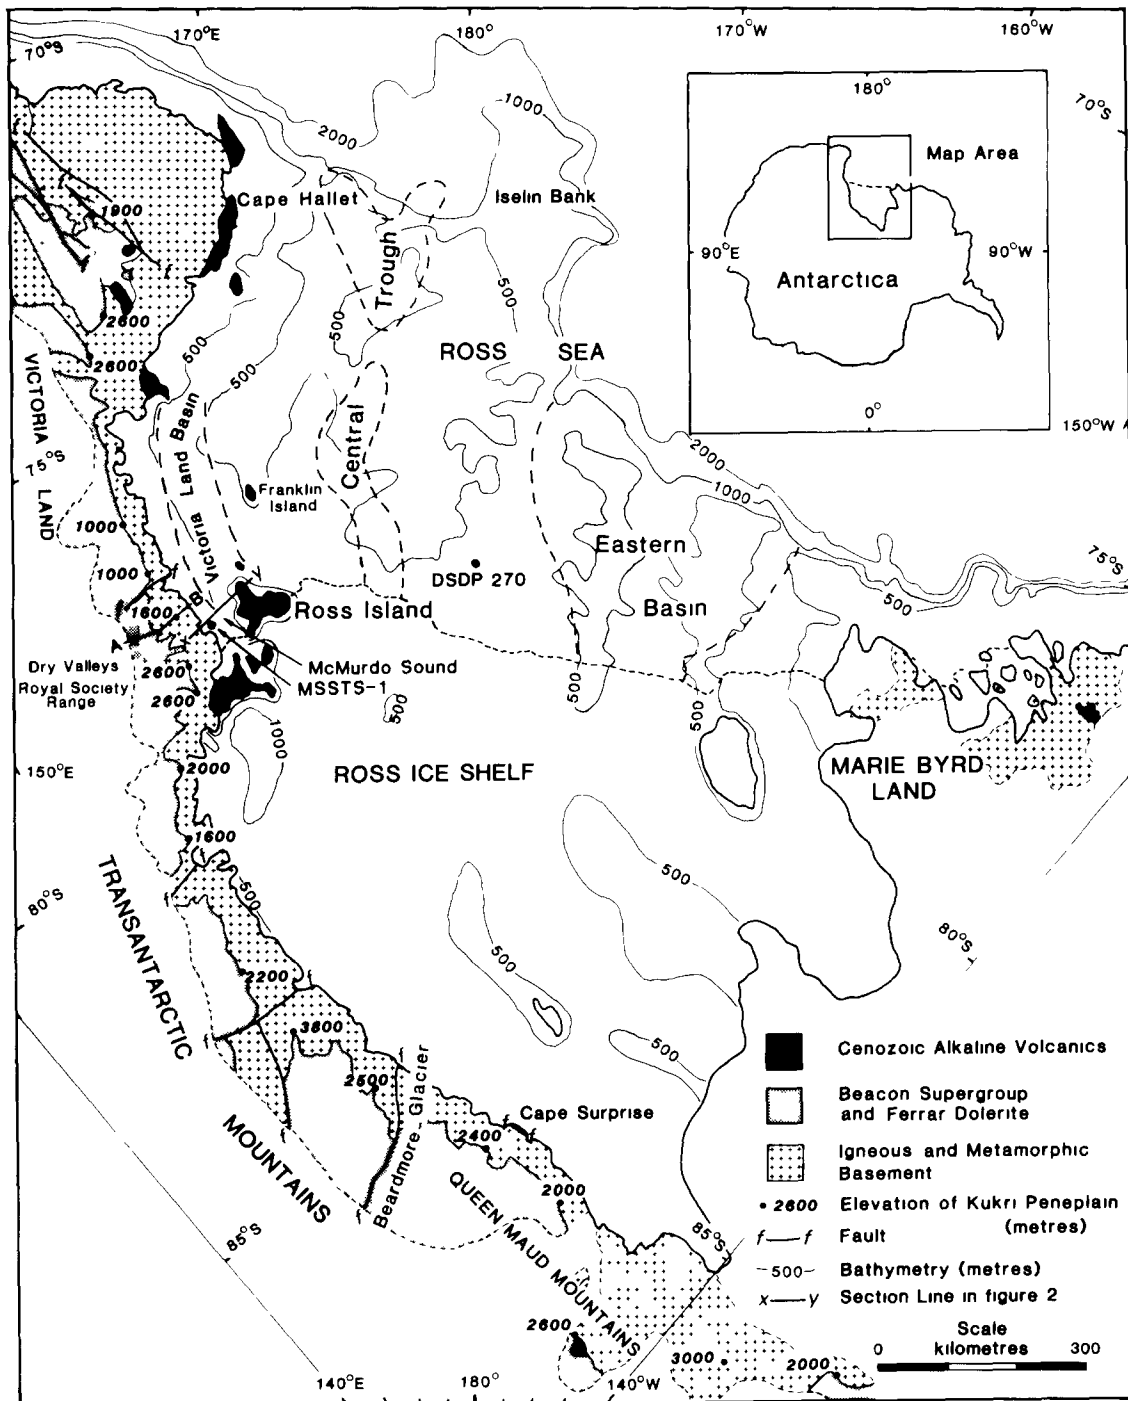 170°E
180°
170°W
160°W
70°S
70°S
2000
1000
Cape Hallet
Iselin Bank
Trough
1900
2600
2600
500
500
500
500
ROSS SEA
VICTORIA LAND
75°S
Victoria Land Basin
Central
Franklin
Island
1000
1000
1600
B
A
DSDP 270
Ross Island
Eastern
Basin
2000
1000
500
75°S
150°W
Dry Valleys
Royal Society
Range
2600
2600
McMurdo Sound
MSSTS-1
500
1000
500
500
150°E
2000
1600
500
ROSS ICE SHELF
MARIE BYRD
LAND
80°S
80°S
TRANSANTARCTIC
MOUNTAINS
500
500
500
2200
3800
2500
Beardmore Glacier
Cape Surprise
2400
2000
QUEEN MAUD MOUNTAINS
85°S
85°S
2600
3000
2000
140°E
180°
140°W
180°
Map Area
90°E
90°W
Antarctica
0°
Cenozoic Alkaline Volcanics
Beacon Supergroup
and Ferrar Dolerite
Igneous and Metamorphic
Basement
2600 Elevation of Kukri Peneplain
(metres)
f f Fault
500 Bathymetry (metres)
x y Section Line in figure 2
Scale
kilometres
0 300